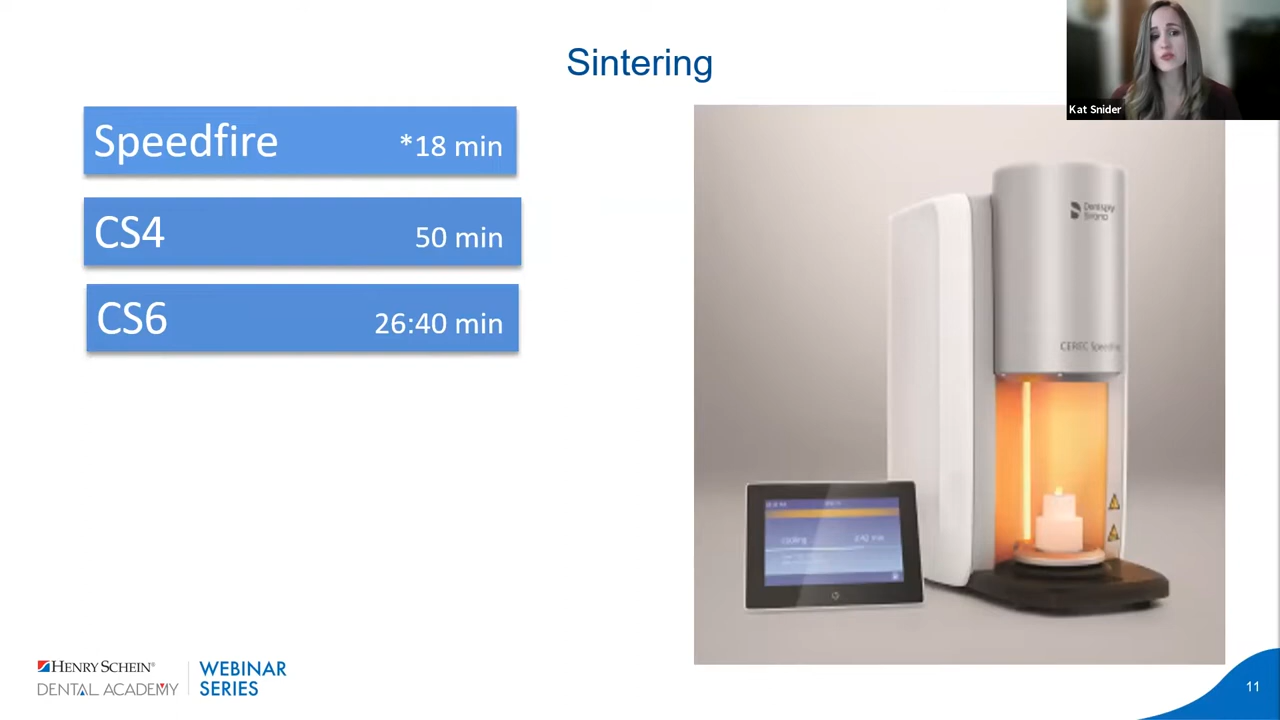 Sintering
Kat Snider
Speedfire *18 min
CS4 50 min
CS6 26:40 min
Dentsply
Sirona
CEREC Speedfire
cooling
HENRY SCHEIN®
DENTAL ACADEMY
WEBINAR
SERIES
11